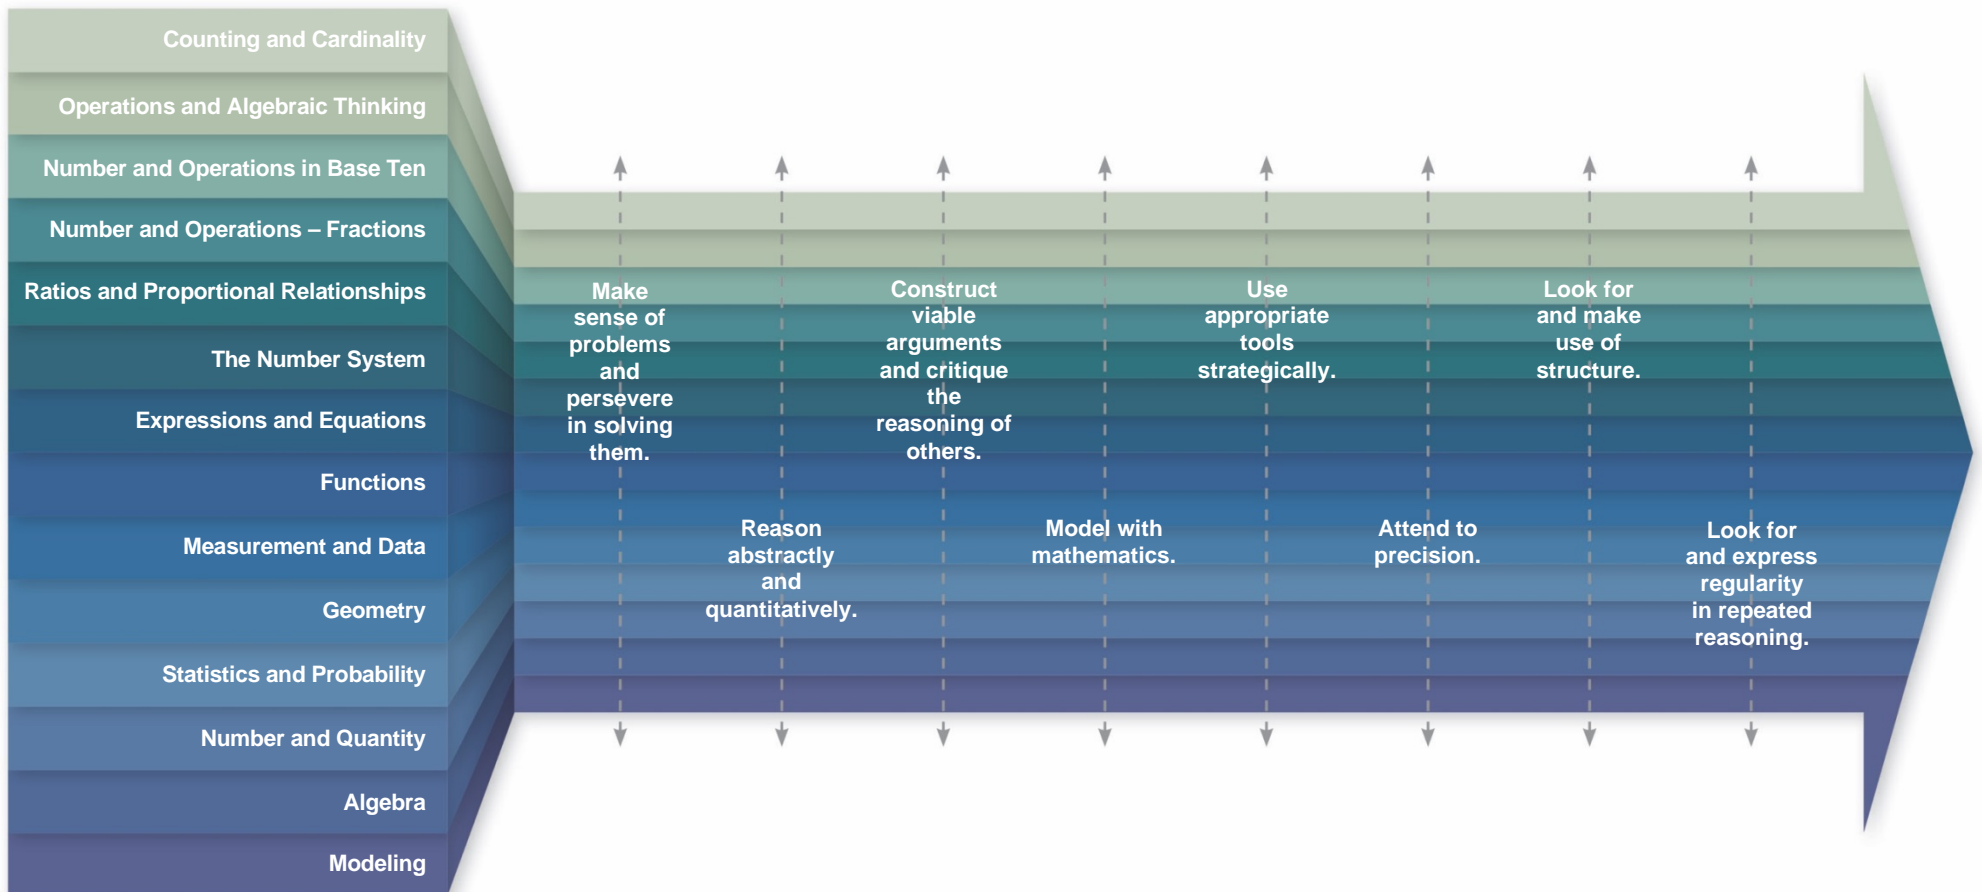 Counting and Cardinality
Operations and Algebraic Thinking
Number and Operations in Base Ten
Number and Operations – Fractions
Ratios and Proportional Relationships
The Number System
Expressions and Equations
Functions
Measurement and Data
Geometry
Statistics and Probability
Number and Quantity
Algebra
Modeling
Make
sense of
problems
and
persevere
in solving
them.
Reason
abstractly
and
quantitatively.
Construct
viable
arguments
and critique
the
reasoning of
others.
Model with
mathematics.
Use
appropriate
tools
strategically.
Attend to
precision.
Look for
and make
use of
structure.
Look for
and express
regularity
in repeated
reasoning.